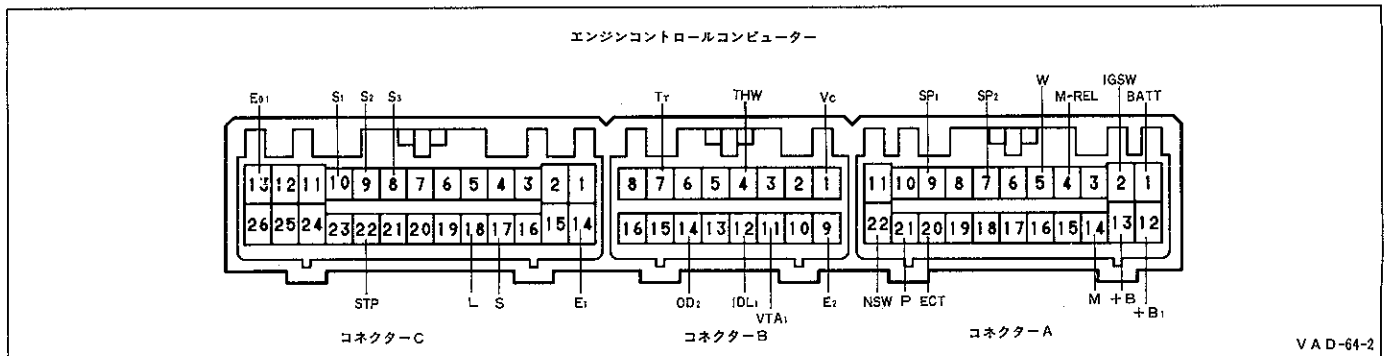 エンジンコントロールコンピューター
E01 S1 S2 S3 TT THW VC SP1 SP2 W M-REL IGSW BATT
13 12 11 10 9 8 7 6 5 4 3 2 1
8 7 6 5 4 3 2 1
11 10 9 8 7 6 5 4 3 2 1
26 25 24 23 22 21 20 19 18 17 16 15 14
16 15 14 13 12 11 10 9
22 21 20 19 18 17 16 15 14 13 12
STP L S E1 OD2 IDL1 VTA1 E2 NSW P ECT M +B +B1
コネクターC コネクターB コネクターA
VAD-64-2